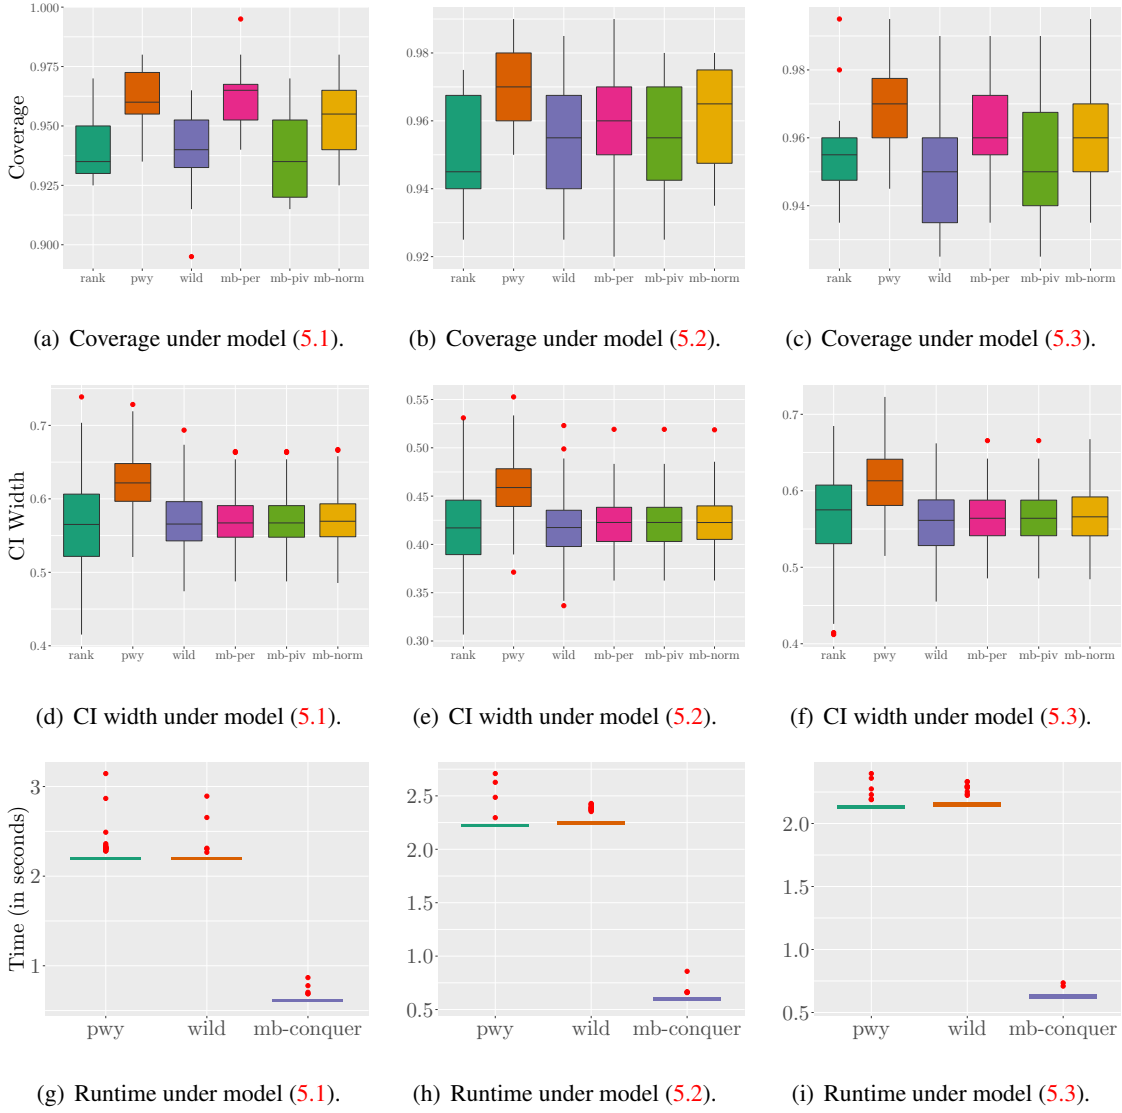 Coverage
1.000
0.975
0.950
0.925
0.900
rank pwy wild mb-per mb-piv mb-norm
0.98
0.96
0.94
0.92
rank pwy wild mb-per mb-piv mb-norm
0.98
0.96
0.94
rank pwy wild mb-per mb-piv mb-norm
(a) Coverage under model (5.1).
(b) Coverage under model (5.2).
(c) Coverage under model (5.3).
CI Width
0.7
0.6
0.5
0.4
rank pwy wild mb-per mb-piv mb-norm
0.55
0.50
0.45
0.40
0.35
0.30
rank pwy wild mb-per mb-piv mb-norm
0.7
0.6
0.5
0.4
rank pwy wild mb-per mb-piv mb-norm
(d) CI width under model (5.1).
(e) CI width under model (5.2).
(f) CI width under model (5.3).
Time (in seconds)
3
2
1
pwy wild mb-conquer
2.5
2.0
1.5
1.0
0.5
pwy wild mb-conquer
2.0
1.5
1.0
0.5
pwy wild mb-conquer
(g) Runtime under model (5.1).
(h) Runtime under model (5.2).
(i) Runtime under model (5.3).